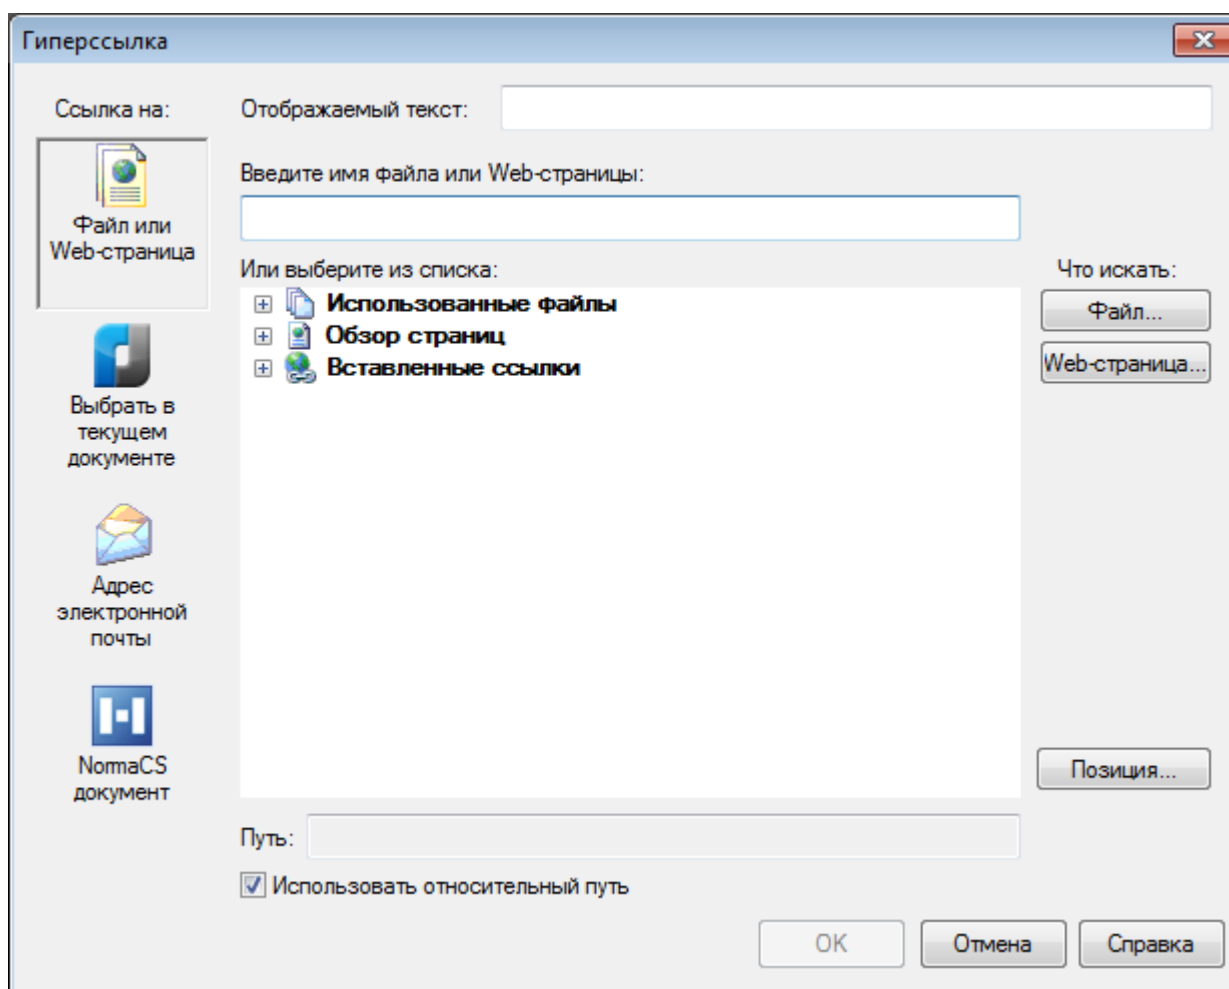 Гиперссылка
Ссылка на:
Отображаемый текст:
Файл или
Web-страница
Введите имя файла или Web-страницы:
Или выберите из списка:
Что искать:
Использованные файлы
Обзор страниц
Вставленные ссылки
Файл...
Web-страница...
Выбрать в
текущем
документе
Адрес
электронной
почты
NormaCS
документ
Позиция...
Путь:
Использовать относительный путь
OK
Отмена
Справка